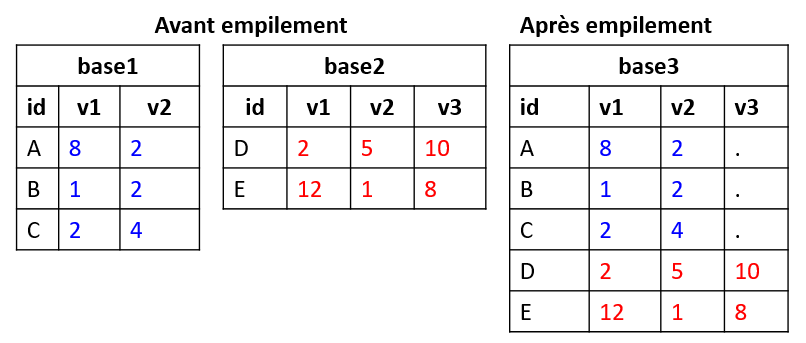 Avant empilement
base1
id v1 v2
A 8 2
B 1 2
C 2 4
base2
id v1 v2 v3
D 2 5 10
E 12 1 8
Après empilement
base3
id v1 v2 v3
A 8 2 .
B 1 2 .
C 2 4 .
D 2 5 10
E 12 1 8